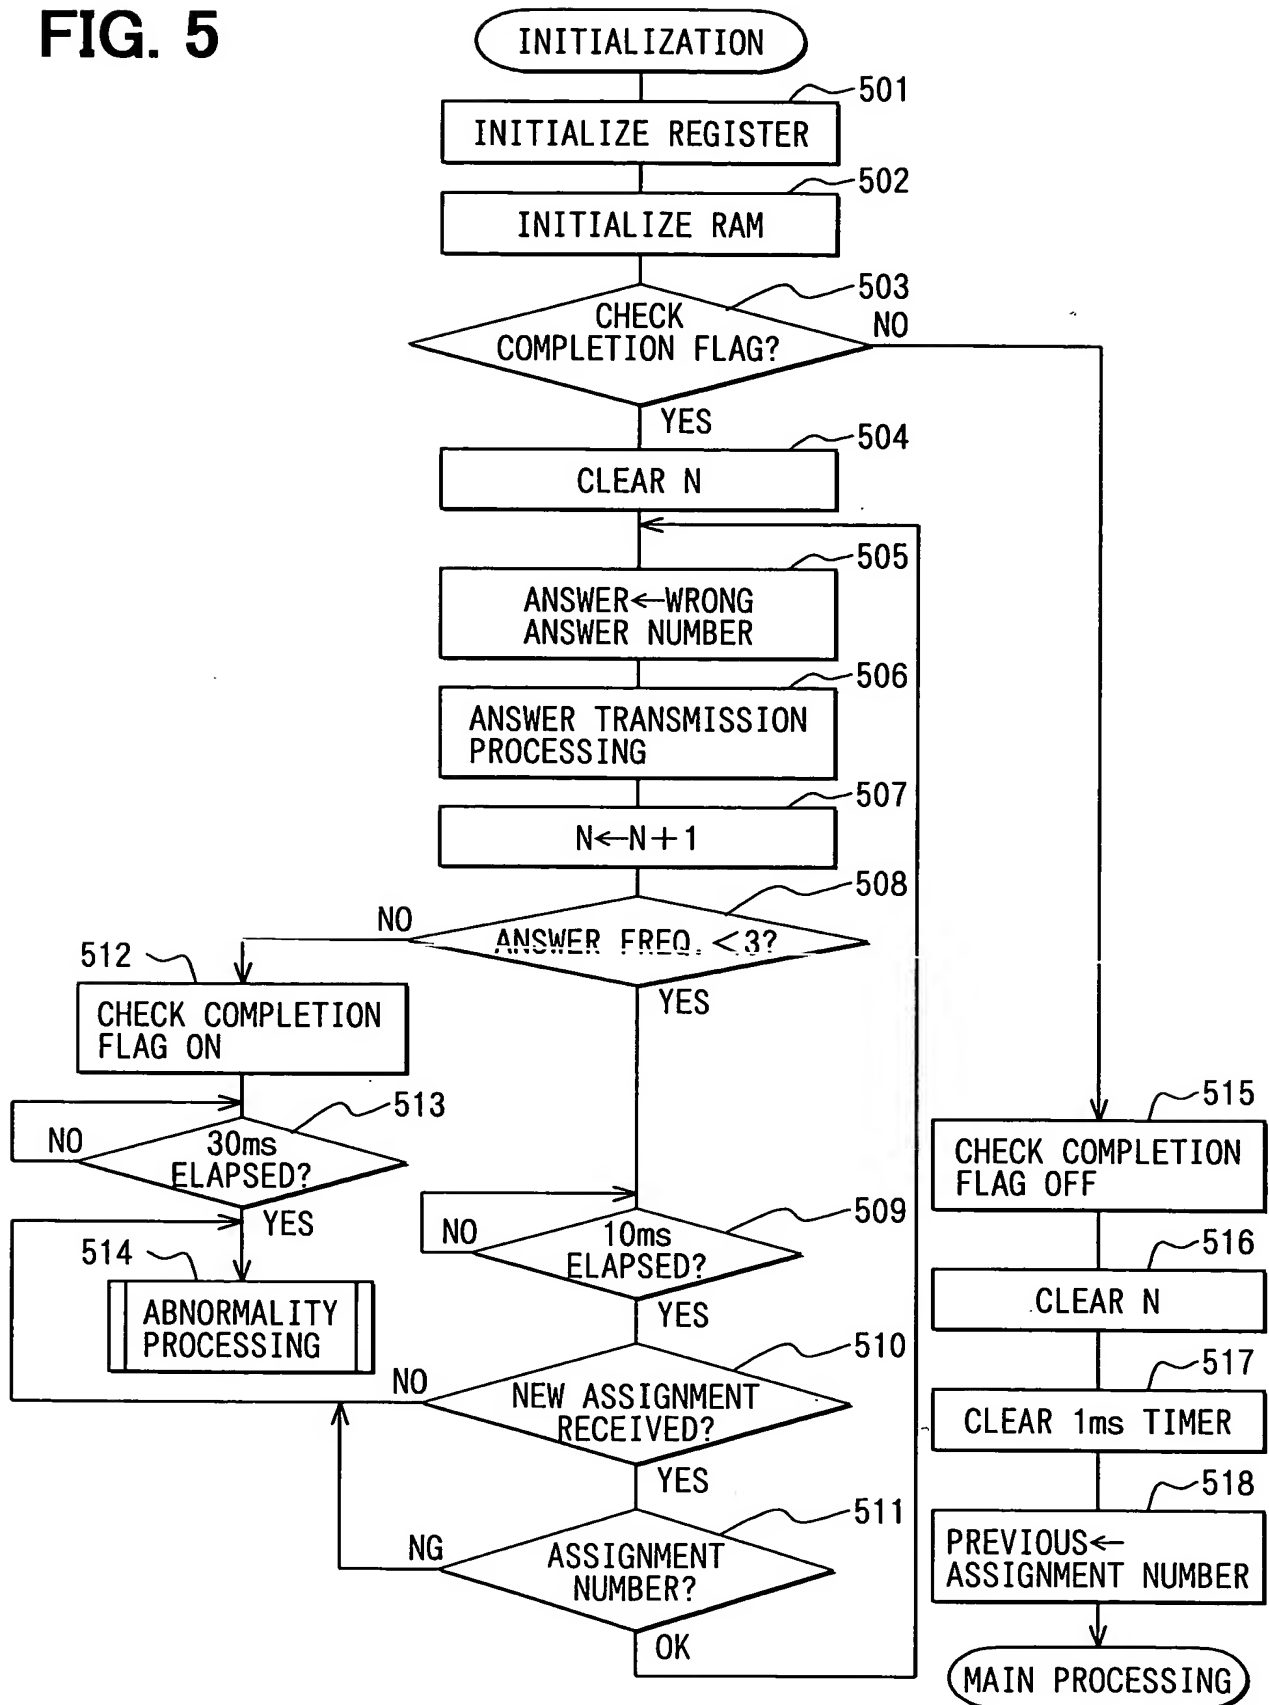 FIG. 5
INITIALIZATION
501
INITIALIZE REGISTER
502
INITIALIZE RAM
503
CHECK
COMPLETION FLAG?
NO
YES
504
CLEAR N
505
ANSWER←WRONG
ANSWER NUMBER
506
ANSWER TRANSMISSION
PROCESSING
507
N←N+1
508
ANSWER FREQ. <3?
NO
YES
512
CHECK COMPLETION
FLAG ON
513
30ms
ELAPSED?
NO
YES
514
ABNORMALITY
PROCESSING
509
10ms
ELAPSED?
NO
YES
510
NEW ASSIGNMENT
RECEIVED?
NO
YES
511
ASSIGNMENT
NUMBER?
NG
OK
515
CHECK COMPLETION
FLAG OFF
516
CLEAR N
517
CLEAR 1ms TIMER
518
PREVIOUS←
ASSIGNMENT NUMBER
MAIN PROCESSING